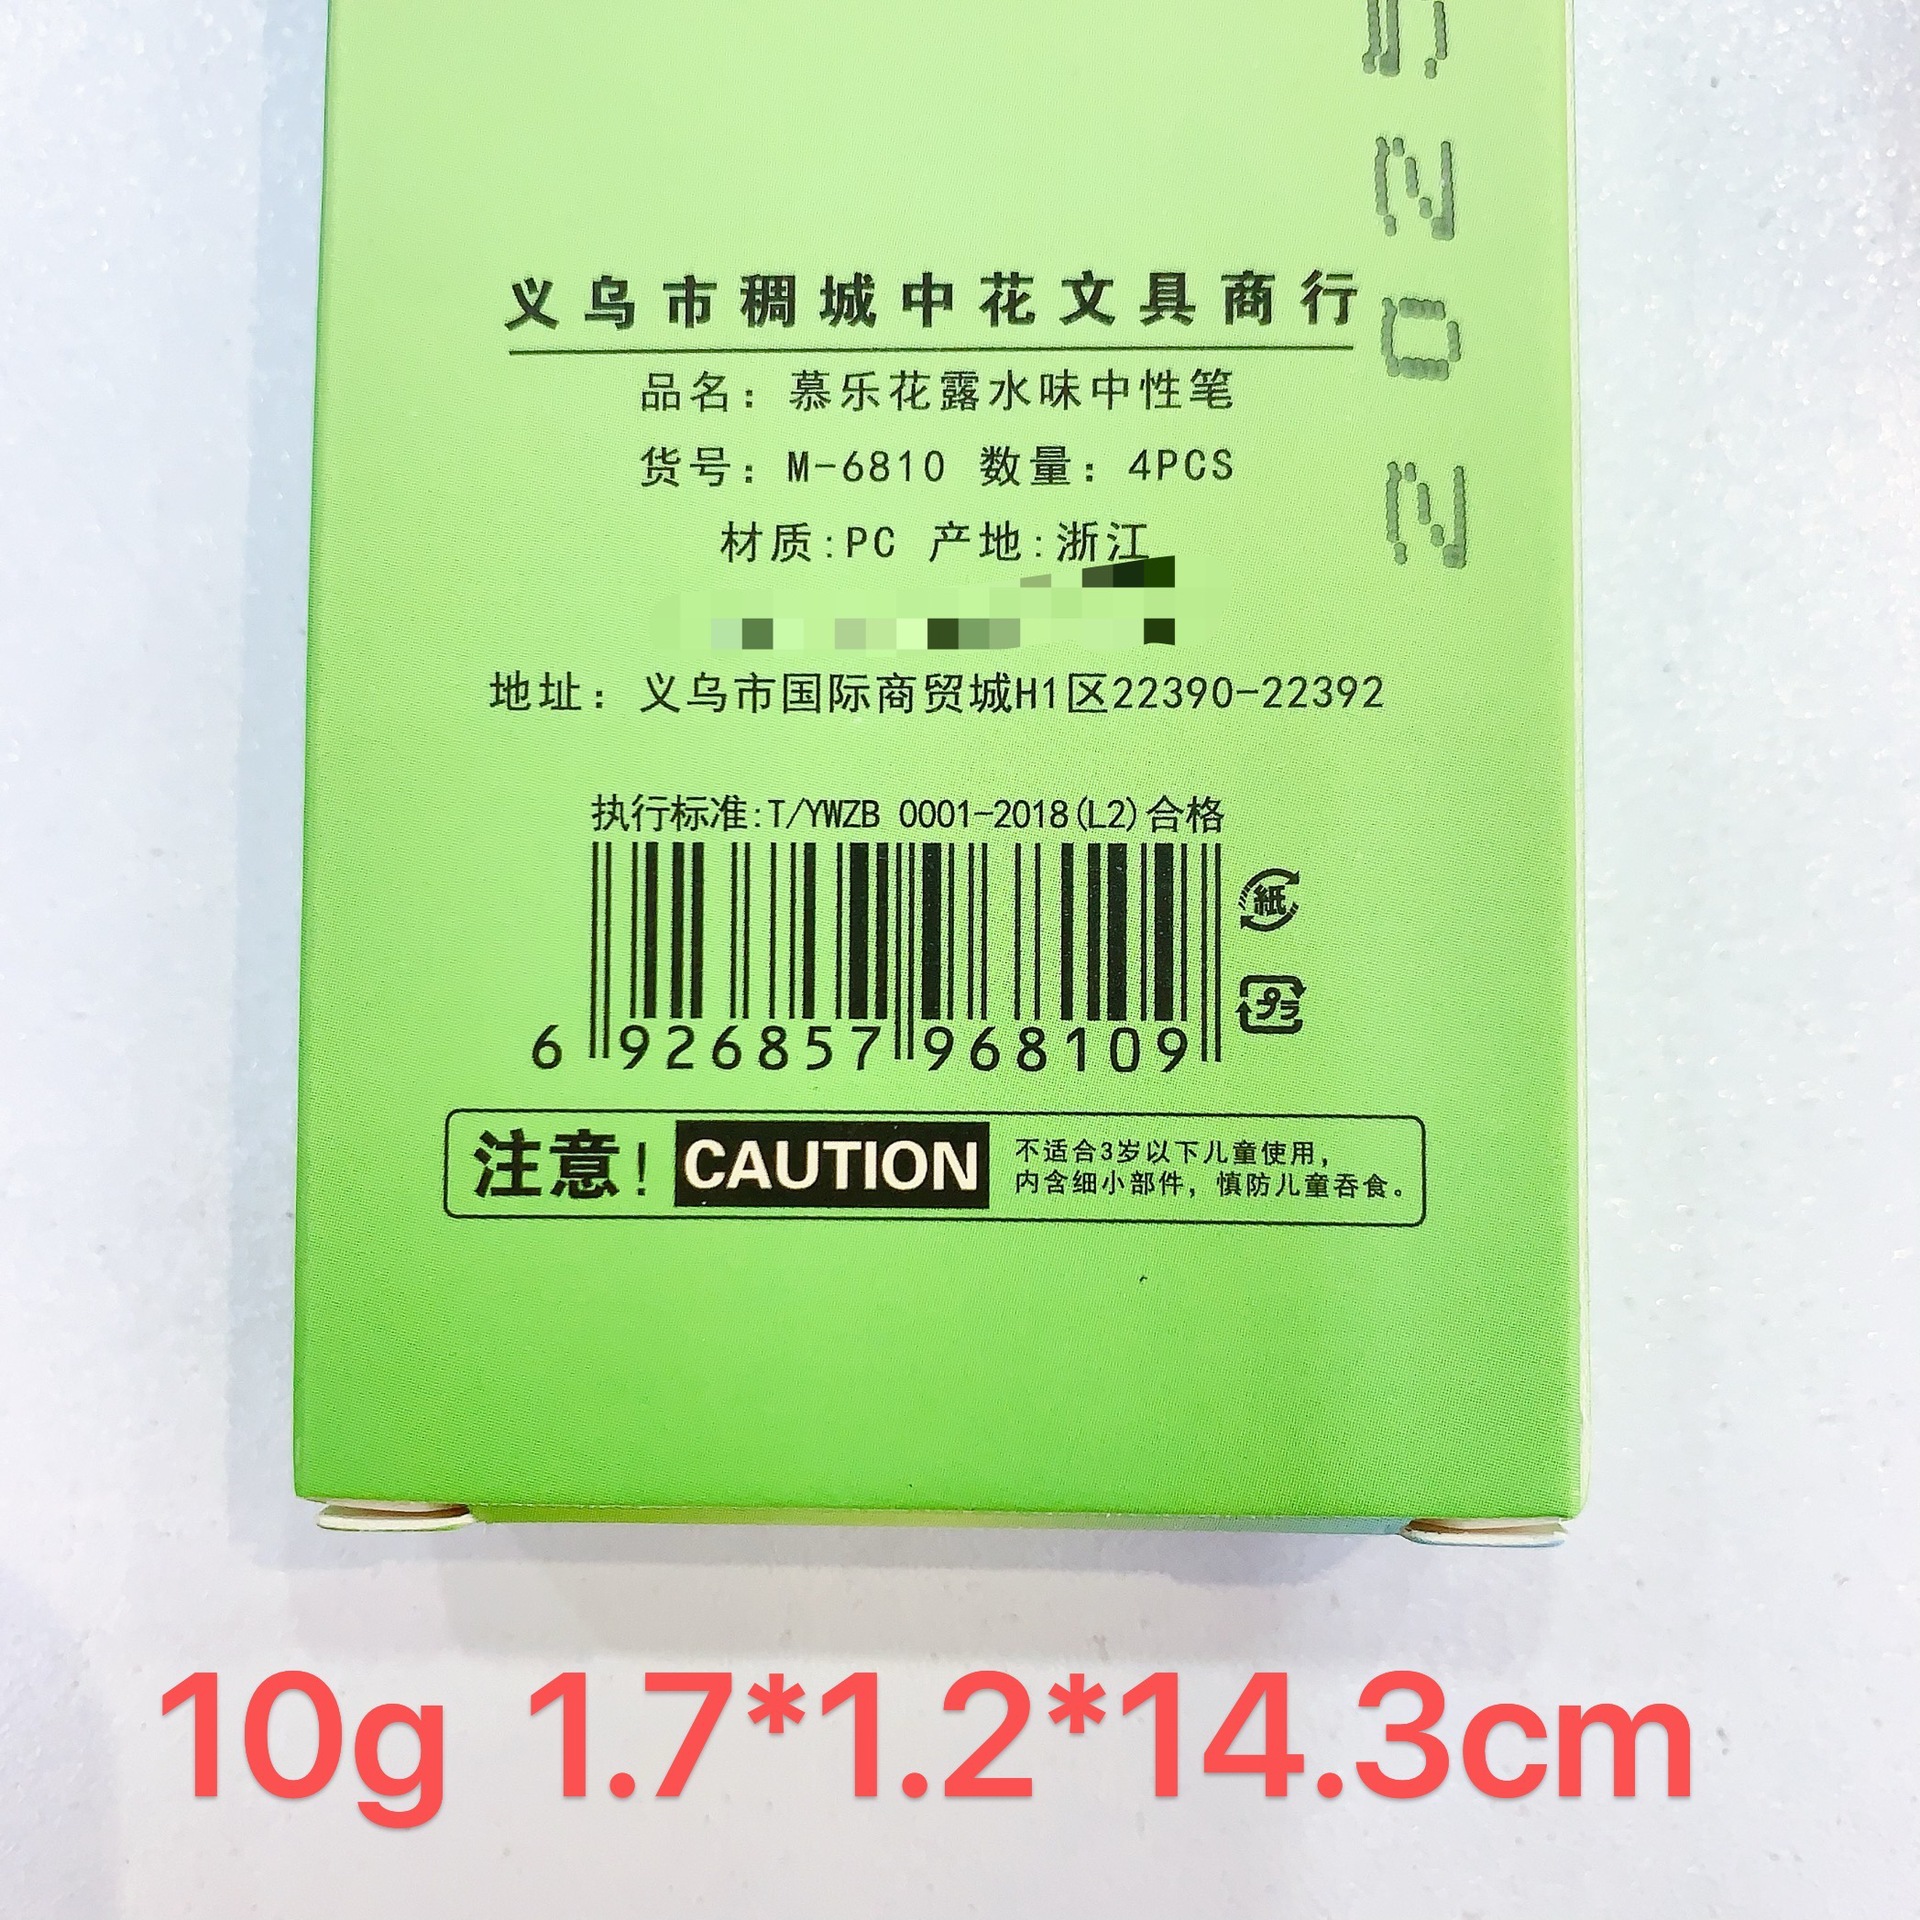 义乌市稠城中花文具商行
品名：慕乐花露水味中性笔
货号：M-6810 数量：4PCS
材质:PC 产地:浙江
地址：义乌市国际商贸城H1区22390-22392
执行标准:T/YWZB 0001-2018(L2)合格
6 926857 968109
紙
プラ
注意! CAUTION
不适合3岁以下儿童使用，
内含细小部件，慎防儿童吞食。
10g 1.7*1.2*14.3cm